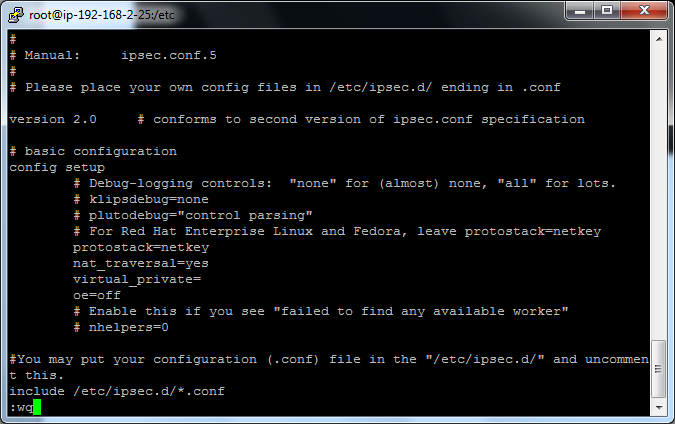 root@ip-192-168-2-25:/etc
#
# Manual:     ipsec.conf.5
#
# Please place your own config files in /etc/ipsec.d/ ending in .conf
version 2.0     # conforms to second version of ipsec.conf specification
# basic configuration
config setup
        # Debug-logging controls:  "none" for (almost) none, "all" for lots.
        # klipsdebug=none
        # plutodebug="control parsing"
        # For Red Hat Enterprise Linux and Fedora, leave protostack=netkey
        protostack=netkey
        nat_traversal=yes
        virtual_private=
        oe=off
        # Enable this if you see "failed to find any available worker"
        # nhelpers=0
#You may put your configuration (.conf) file in the "/etc/ipsec.d/" and uncommen
t this.
include /etc/ipsec.d/*.conf
:wq